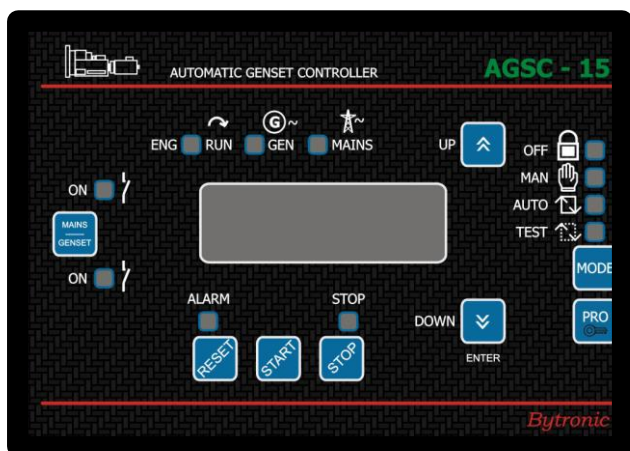 AUTOMATIC GENSET CONTROLLER
AGSC - 15
G
ENG RUN GEN MAINS
UP
OFF
MAN
AUTO
TEST
ON
MAINS
GENSET
ON
MODE
ALARM
STOP
RESET
START
STOP
DOWN
ENTER
PRO
Bytronic